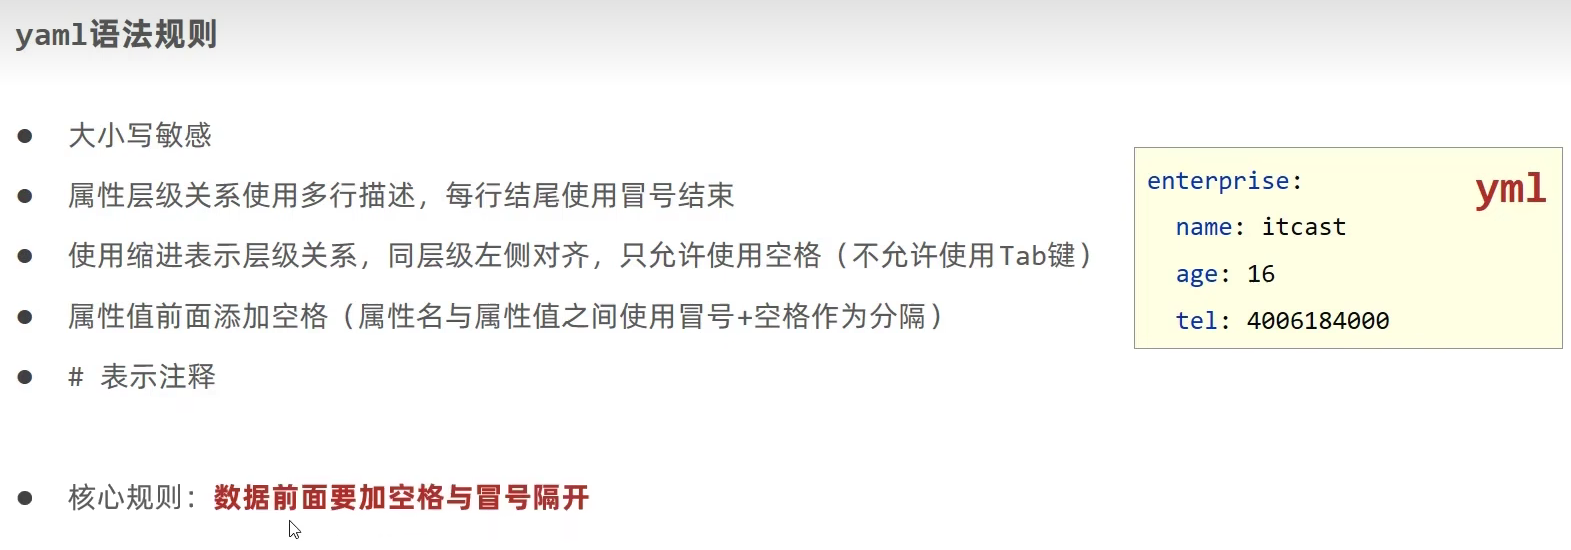 yaml语法规则
● 大小写敏感
● 属性层级关系使用多行描述，每行结尾使用冒号结束
● 使用缩进表示层级关系，同层级左侧对齐，只允许使用空格（不允许使用Tab键）
● 属性值前面添加空格（属性名与属性值之间使用冒号+空格作为分隔）
● # 表示注释
● 核心规则：数据前面要加空格与冒号隔开
yml
enterprise:
  name: itcast
  age: 16
  tel: 4006184000